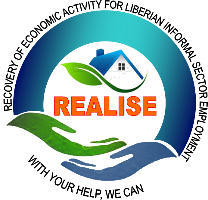 RECOVERY OF ECONOMIC ACTIVITY FOR LIBERIAN INFORMAL SECTOR EMPLOYMENT
REALISE
WITH YOUR HELP, WE CAN